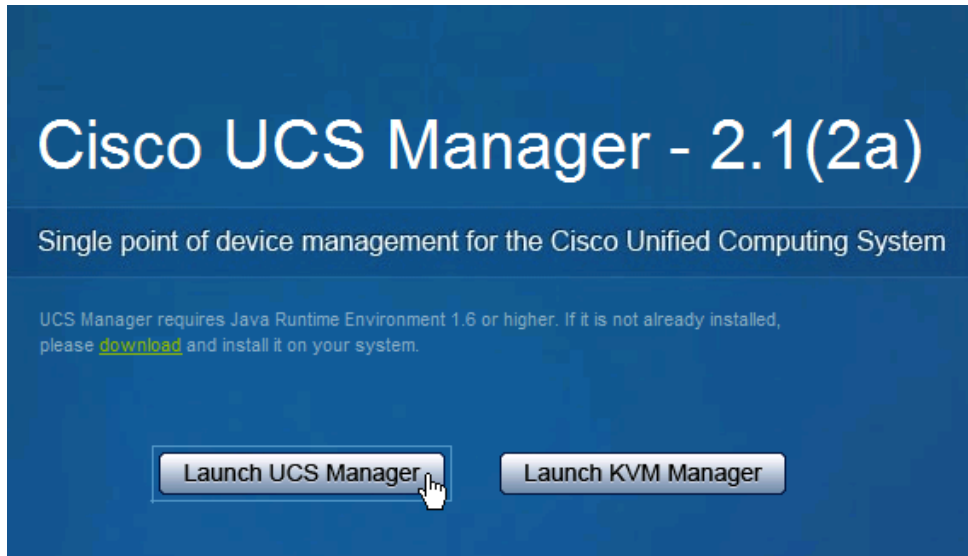 Cisco UCS Manager - 2.1(2a)
Single point of device management for the Cisco Unified Computing System
UCS Manager requires Java Runtime Environment 1.6 or higher. If it is not already installed,
please download and install it on your system.
Launch UCS Manager
Launch KVM Manager